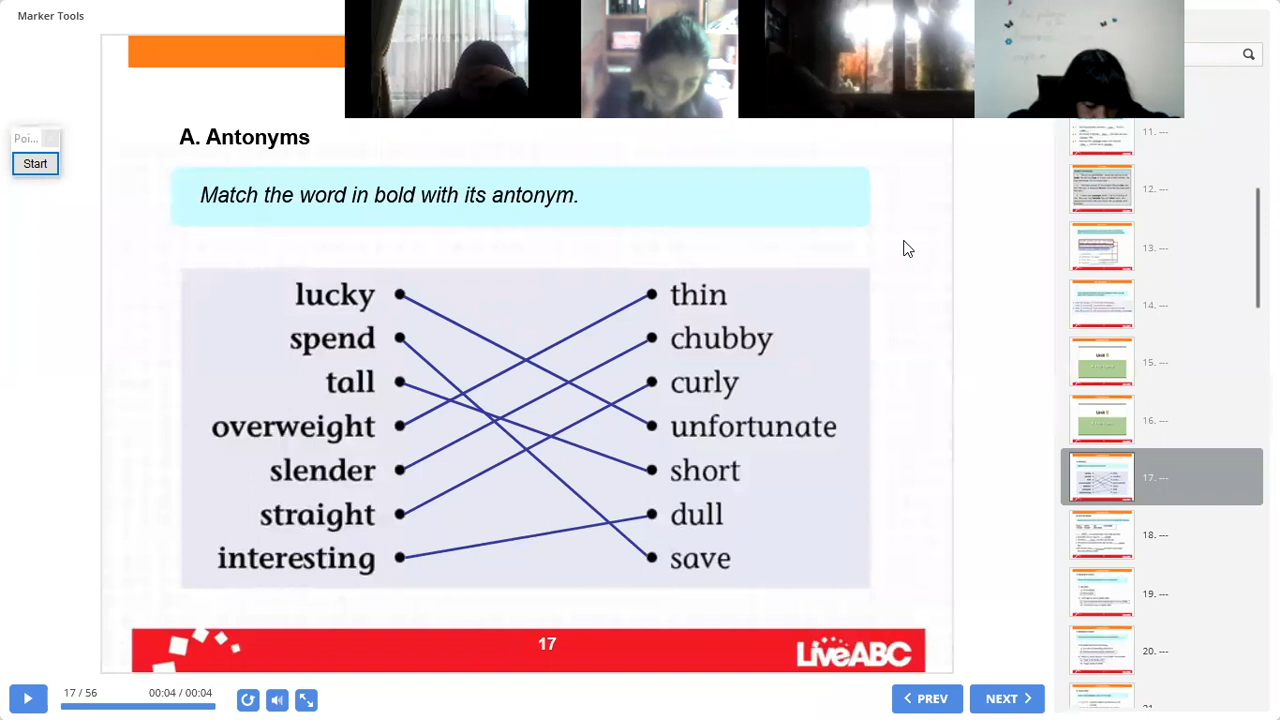 Marker Tools
Poi...
Start
A. Antonyms
Match the word in bold with its antonym.
lucky
thin
spend
chubby
tall
curly
overweight
unfortunate
slender
short
straight
dull
interesting
save
17
LiveABC
17 / 56
00:04 / 00:04
PREV
NEXT
11. ---
12. ---
13. ---
14. ---
15. ---
16. ---
17. ---
18. ---
19. ---
20. ---